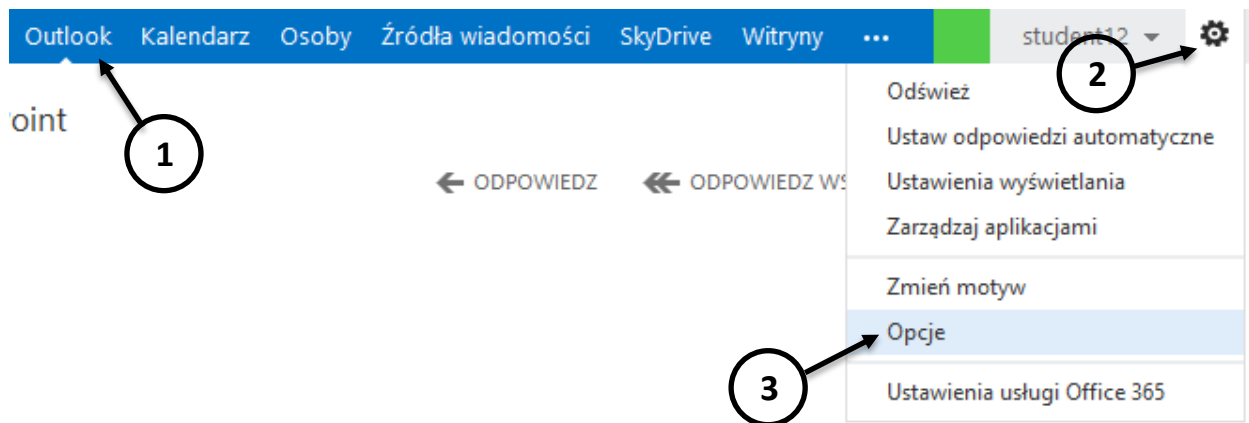 Outlook Kalendarz Osoby Źródła wiadomości SkyDrive Witryny ••• student12
2
Odśwież
oint
Ustaw odpowiedzi automatyczne
1
ODPOWIEDZ ODPOWIEDZ WS
Ustawienia wyświetlania
Zarządzaj aplikacjami
Zmień motyw
Opcje
3
Ustawienia usługi Office 365